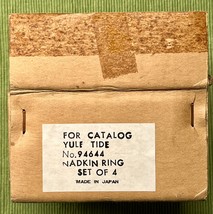 FOR CATALOG
YULE TIDE
No. 94644
NADKIN RING
SET OF 4
MADE IN JAPAN